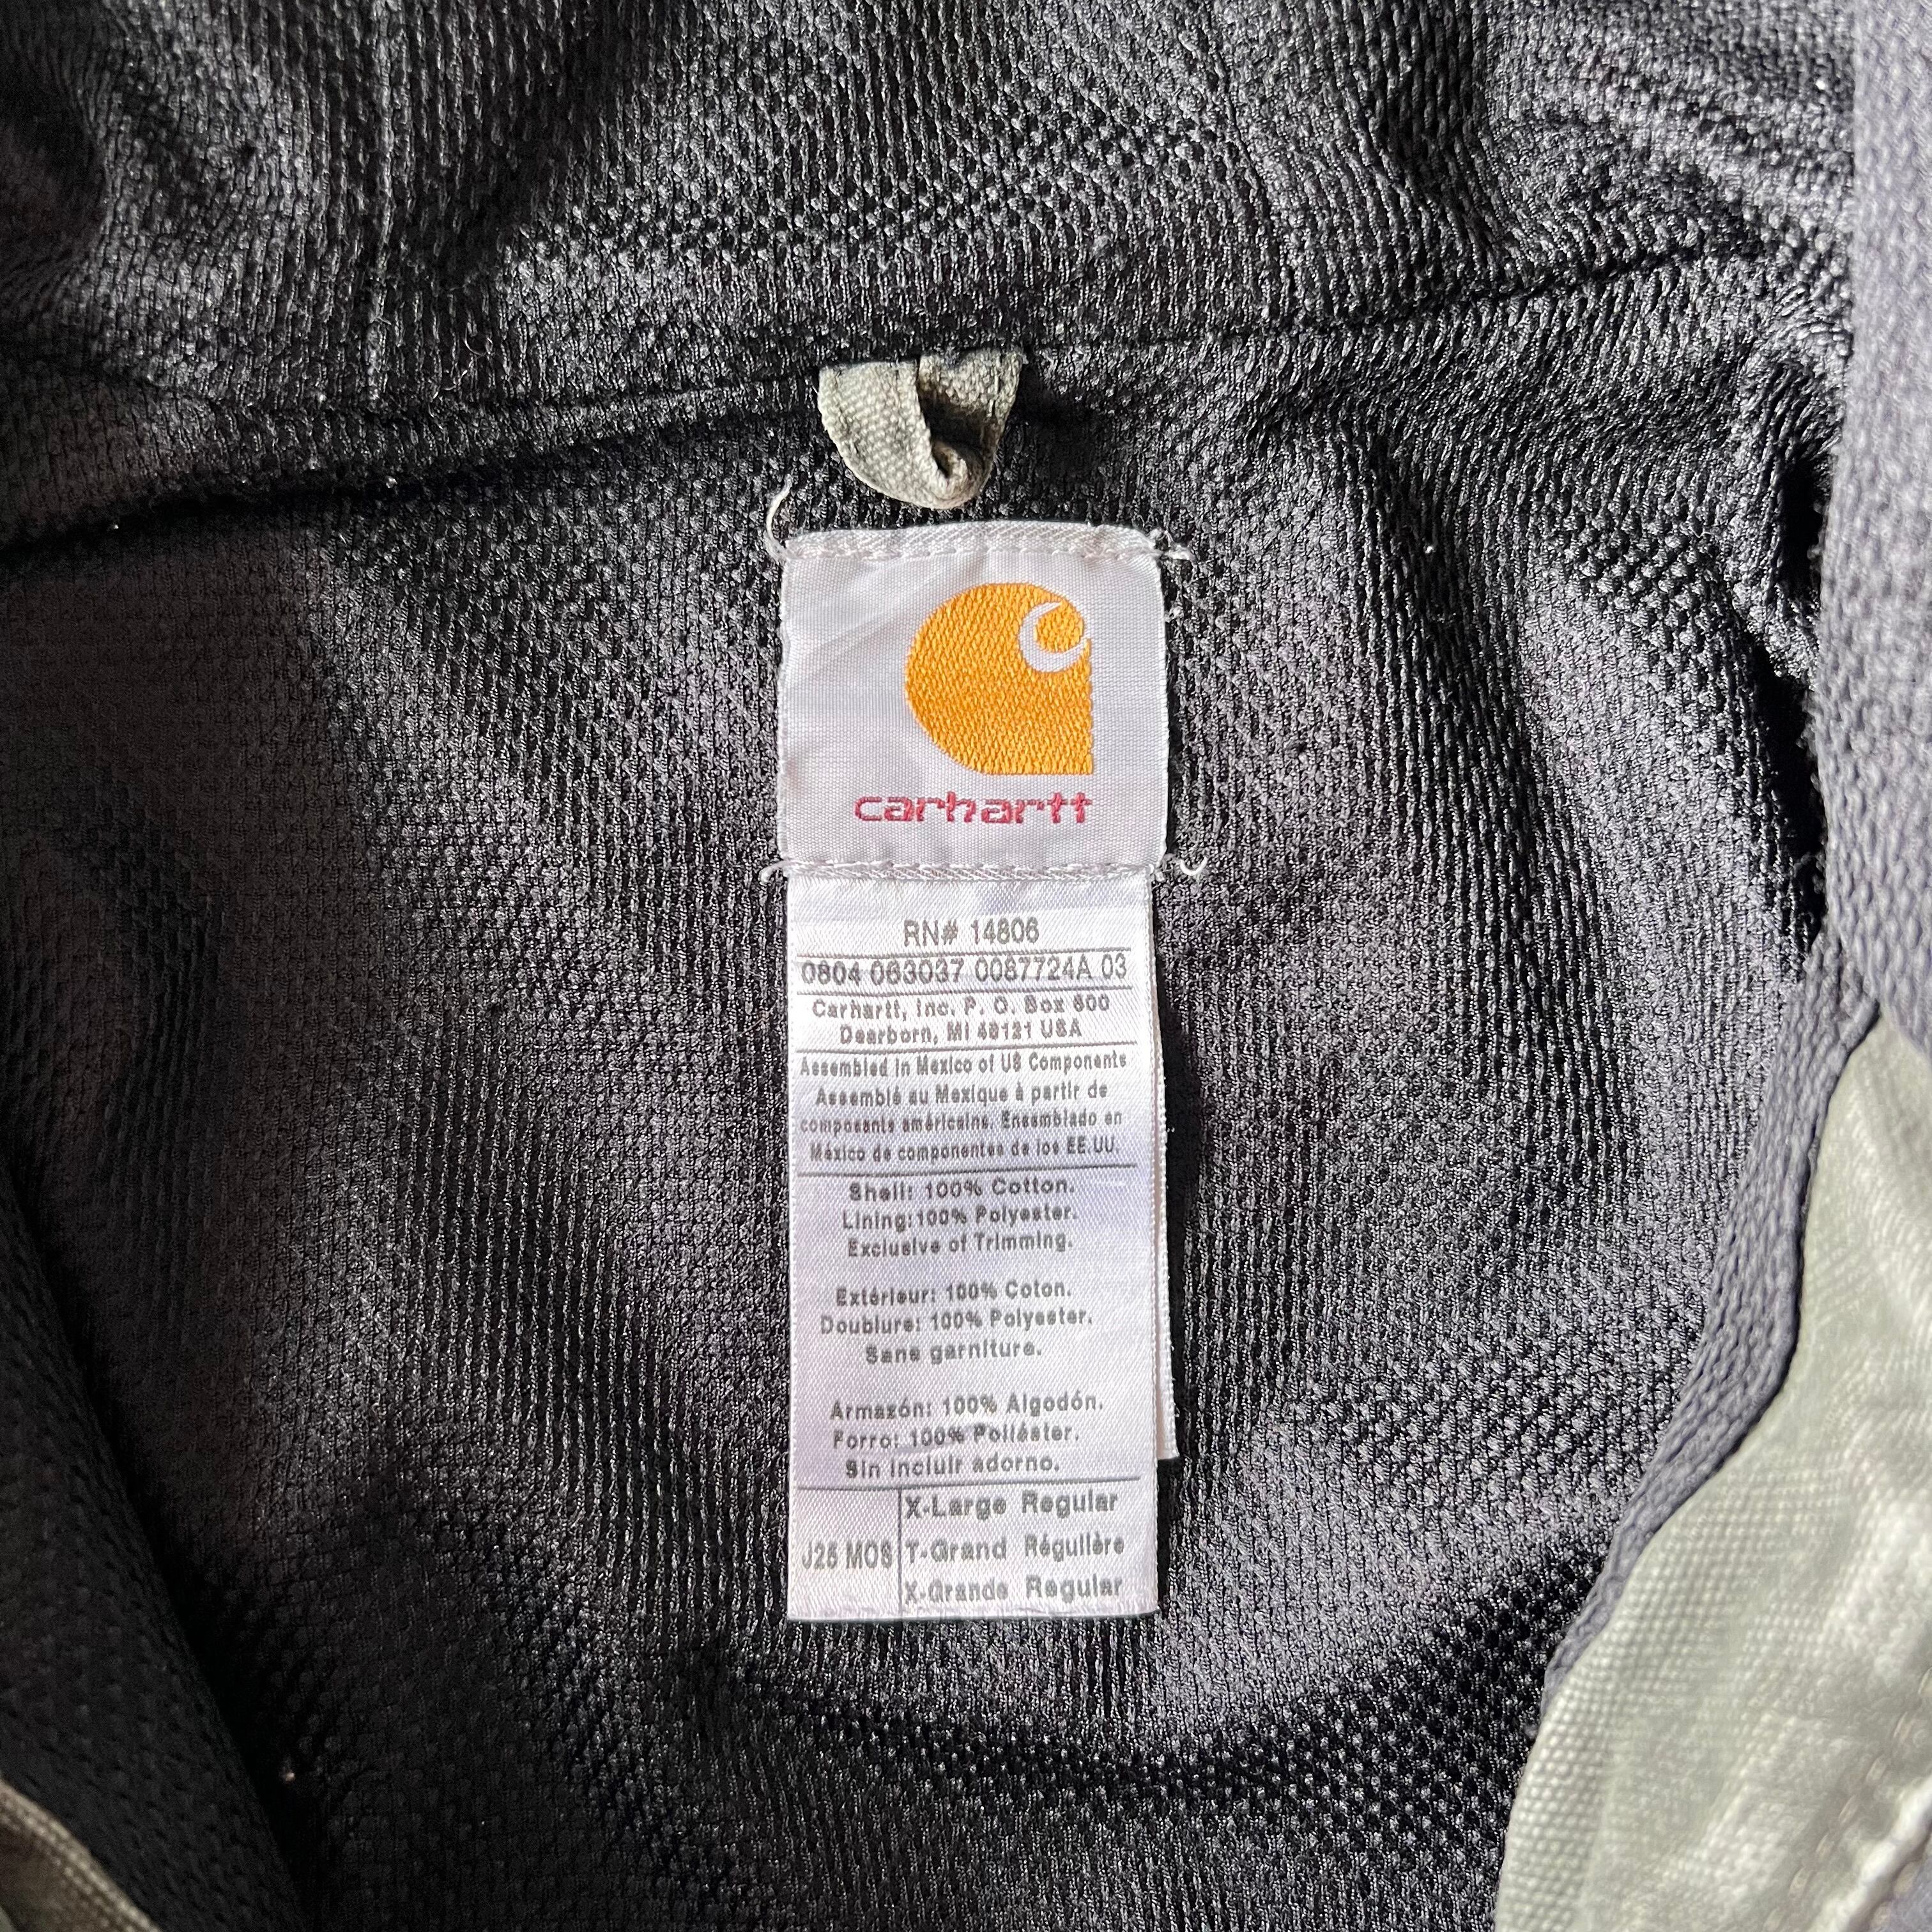 carhartt
RN# 14806
0804 063037 0087724A 03
Carhartt, Inc. P. O. Box 600
Dearborn, MI 48121 USA
Assembled in Mexico of US Components
Assemblé au Mexique à partir de
composants américains. Ensamblado en
México de componentes de los EE.UU.
Shell: 100% Cotton.
Lining:100% Polyester.
Exclusive of Trimming.
Extérieur: 100% Coton.
Doublure: 100% Polyester.
Sans garniture.
Armazón: 100% Algodón.
Forro: 100% Poliéster.
Sin incluir adorno.
J25 MOS
X-Large Regular
T-Grand Régulière
X-Grande Regular